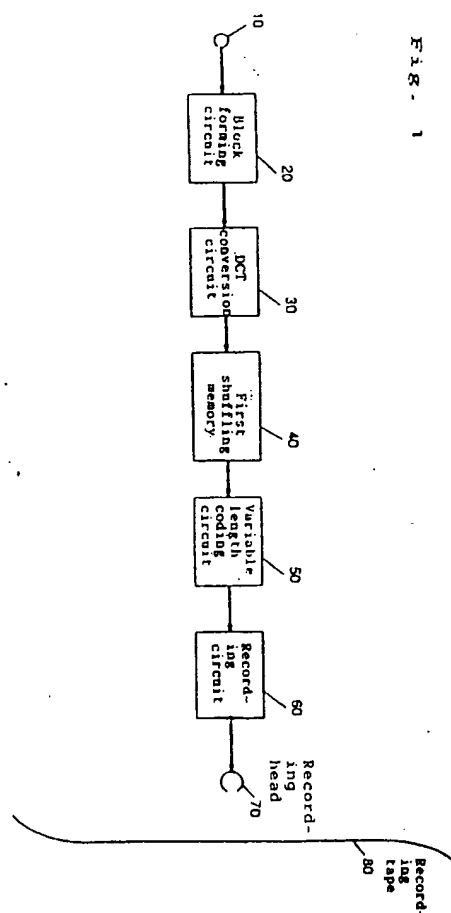 Fig. 1
10
Block
forming
circuit
20
DCT
conversion
circuit
30
First
shuffling
memory
40
Variable
length
coding
circuit
50
Record-
ing
circuit
60
Record-
ing
head
70
Record-
ing
tape
80